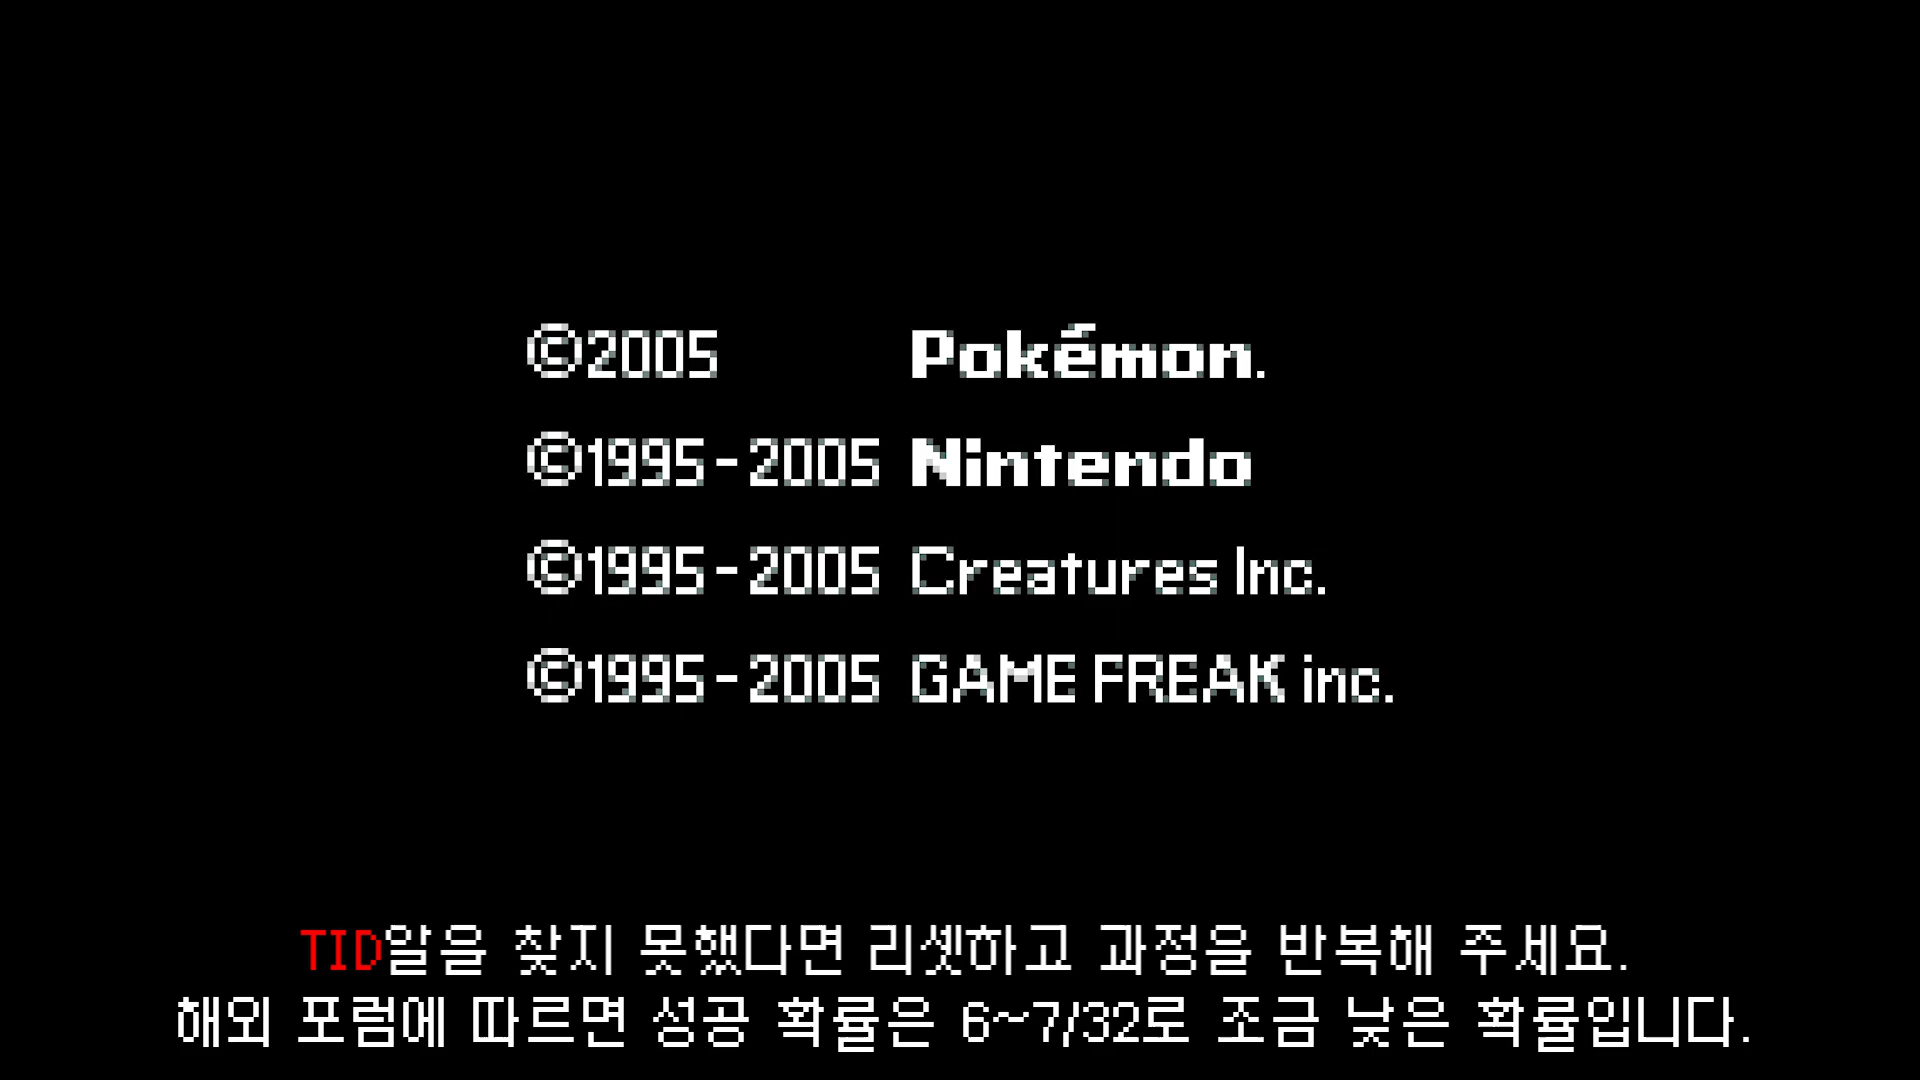 ©2005 Pokémon.
©1995-2005 Nintendo
©1995-2005 Creatures Inc.
©1995-2005 GAME FREAK inc.
TID알을 찾지 못했다면 리셋하고 과정을 반복해 주세요.
해외 포럼에 따르면 성공 확률은 6~7/32로 조금 낮은 확률입니다.